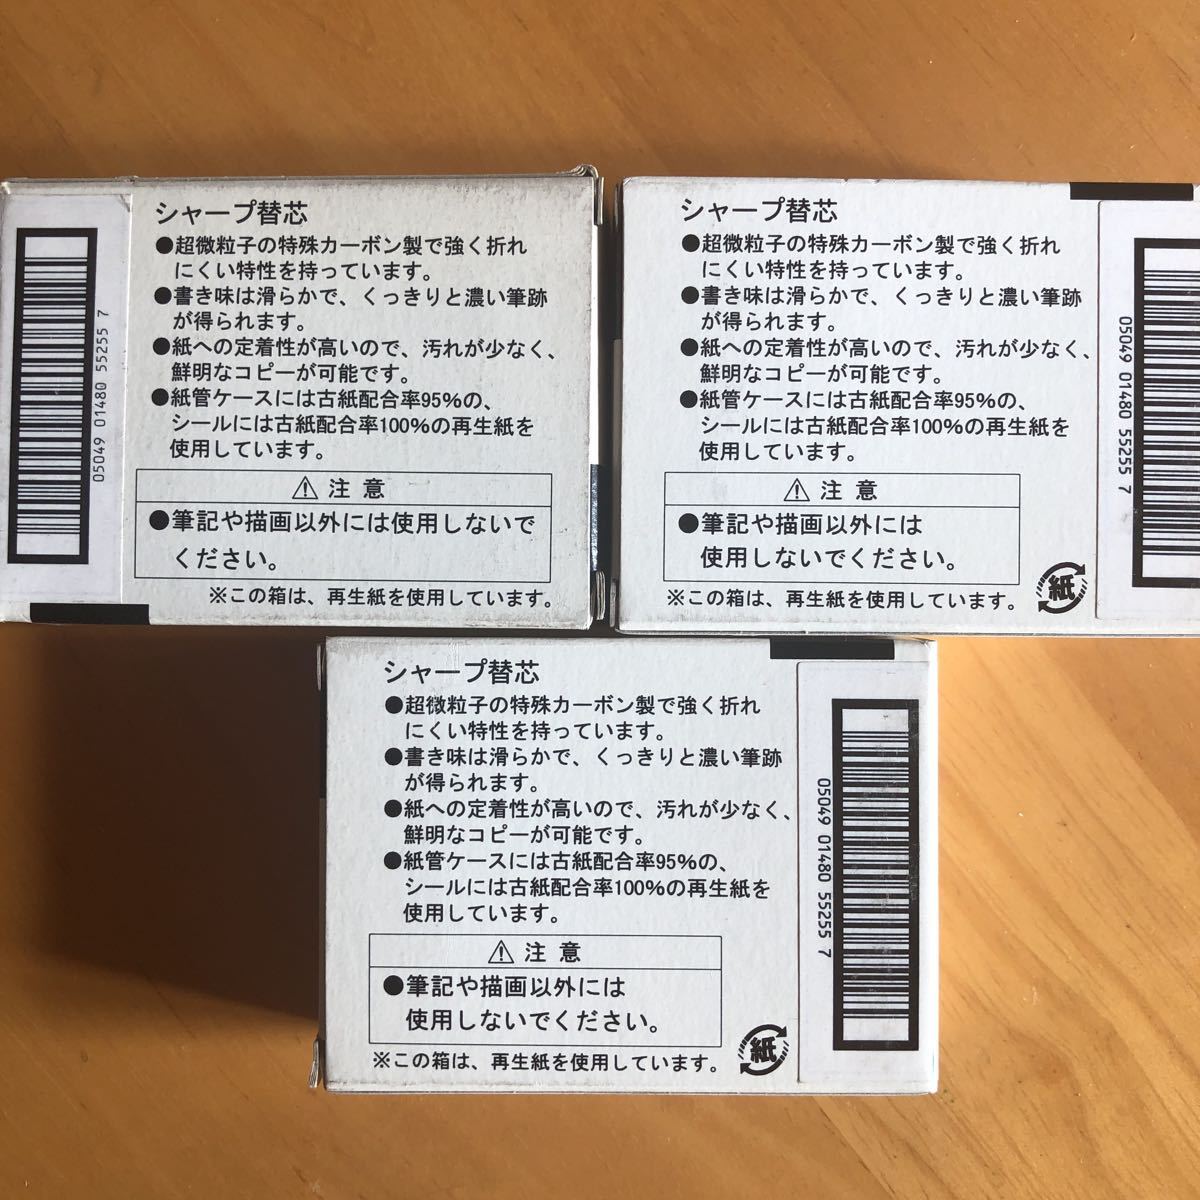 シャープ替芯
●超微粒子の特殊カーボン製で強く折れ
にくい特性を持っています。
●書き味は滑らかで、くっきりと濃い筆跡
が得られます。
●紙への定着性が高いので、汚れが少なく、
鮮明なコピーが可能です。
●紙管ケースには古紙配合率95%の、
シールには古紙配合率100%の再生紙を
使用しています。
⚠ 注意
●筆記や描画以外には使用しないで
ください。
※この箱は、再生紙を使用しています。
05049 01480 55255 7
シャープ替芯
●超微粒子の特殊カーボン製で強く折れ
にくい特性を持っています。
●書き味は滑らかで、くっきりと濃い筆跡
が得られます。
●紙への定着性が高いので、汚れが少なく、
鮮明なコピーが可能です。
●紙管ケースには古紙配合率95%の、
シールには古紙配合率100%の再生紙を
使用しています。
⚠ 注意
●筆記や描画以外には
使用しないでください。
※この箱は、再生紙を使用しています。
紙
05049 01480 55255 7
シャープ替芯
●超微粒子の特殊カーボン製で強く折れ
にくい特性を持っています。
●書き味は滑らかで、くっきりと濃い筆跡
が得られます。
●紙への定着性が高いので、汚れが少なく、
鮮明なコピーが可能です。
●紙管ケースには古紙配合率95%の、
シールには古紙配合率100%の再生紙を
使用しています。
⚠ 注意
●筆記や描画以外には
使用しないでください。
※この箱は、再生紙を使用しています。
紙
05049 01480 55255 7